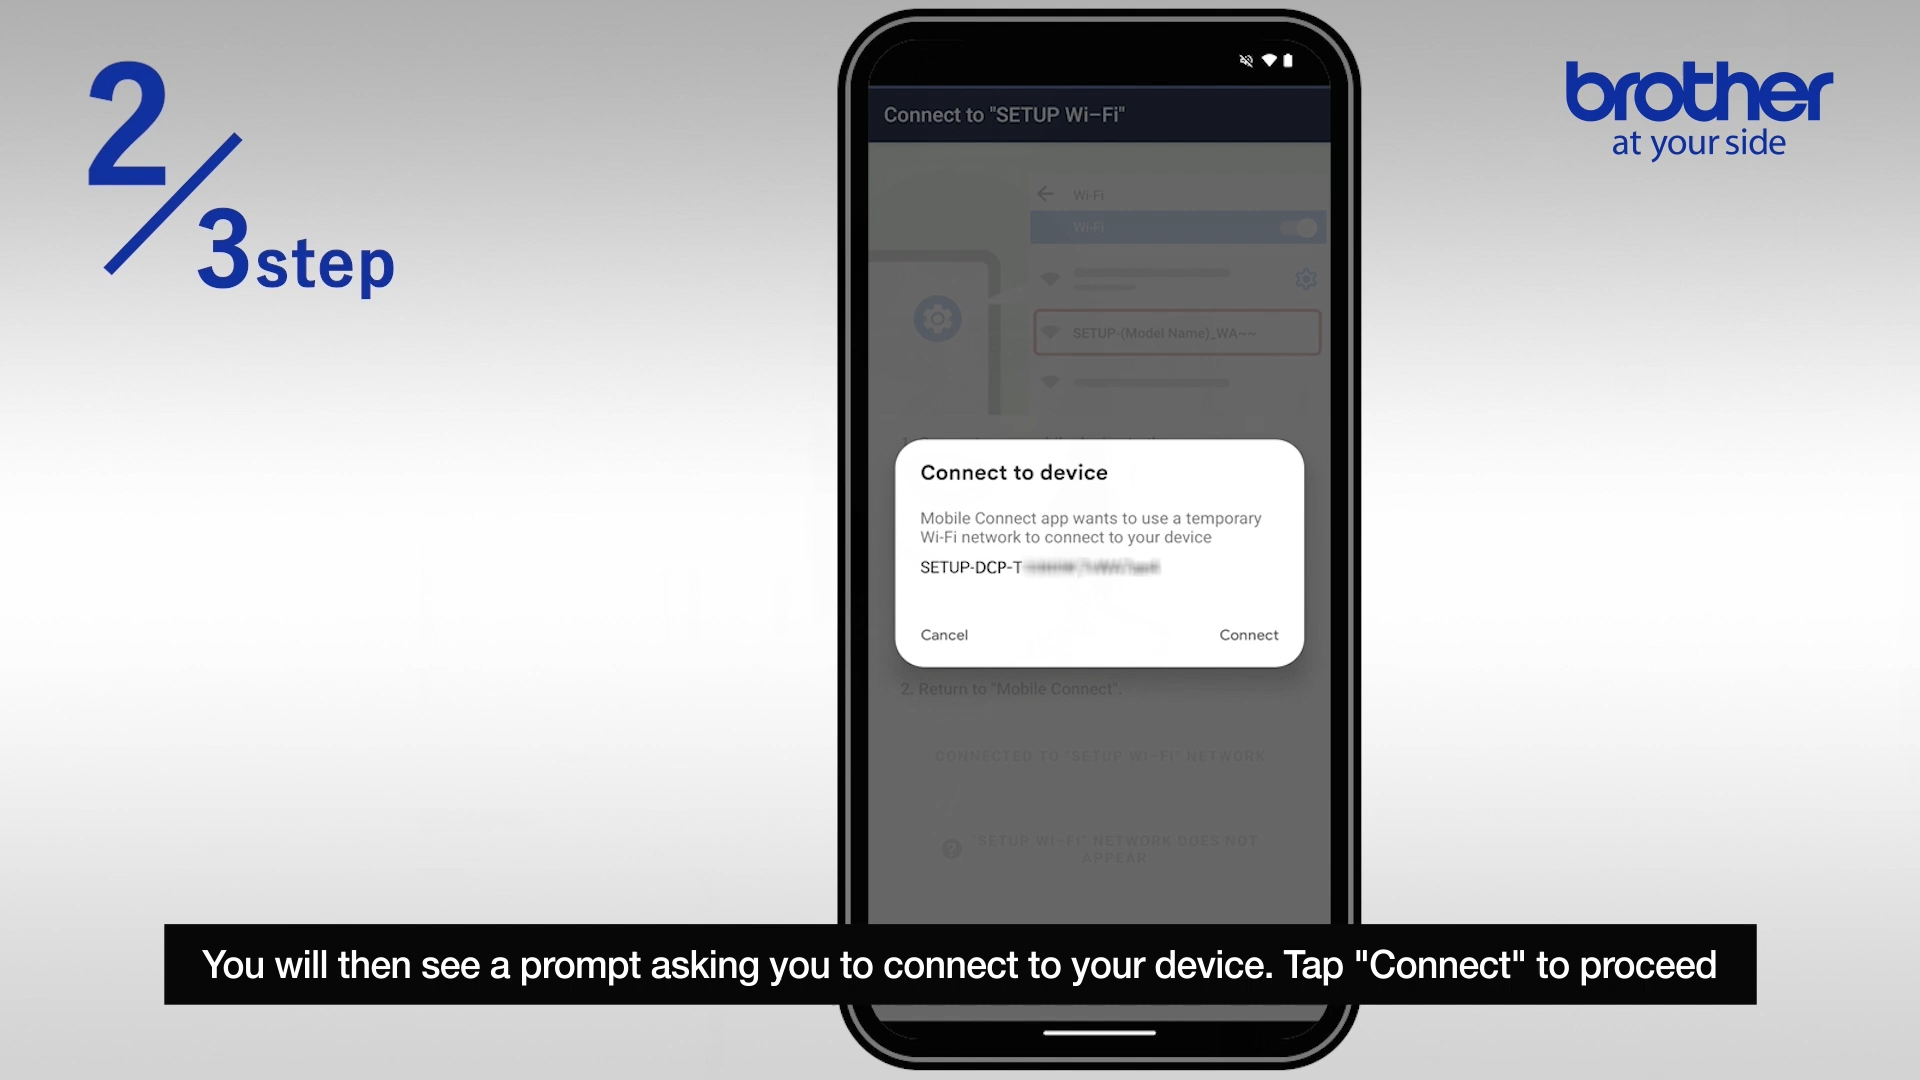 2/3step
brother
at your side
Connect to "SETUP Wi-Fi"
Wi-Fi
Wi-Fi
SETUP-(Model Name)_WA~~
Connect to device
Mobile Connect app wants to use a temporary
Wi-Fi network to connect to your device
SETUP-DCP-T
Cancel
Connect
2. Return to "Mobile Connect".
CONNECTED TO "SETUP WI-FI" NETWORK
"SETUP WI-FI" NETWORK DOES NOT
APPEAR
You will then see a prompt asking you to connect to your device. Tap "Connect" to proceed